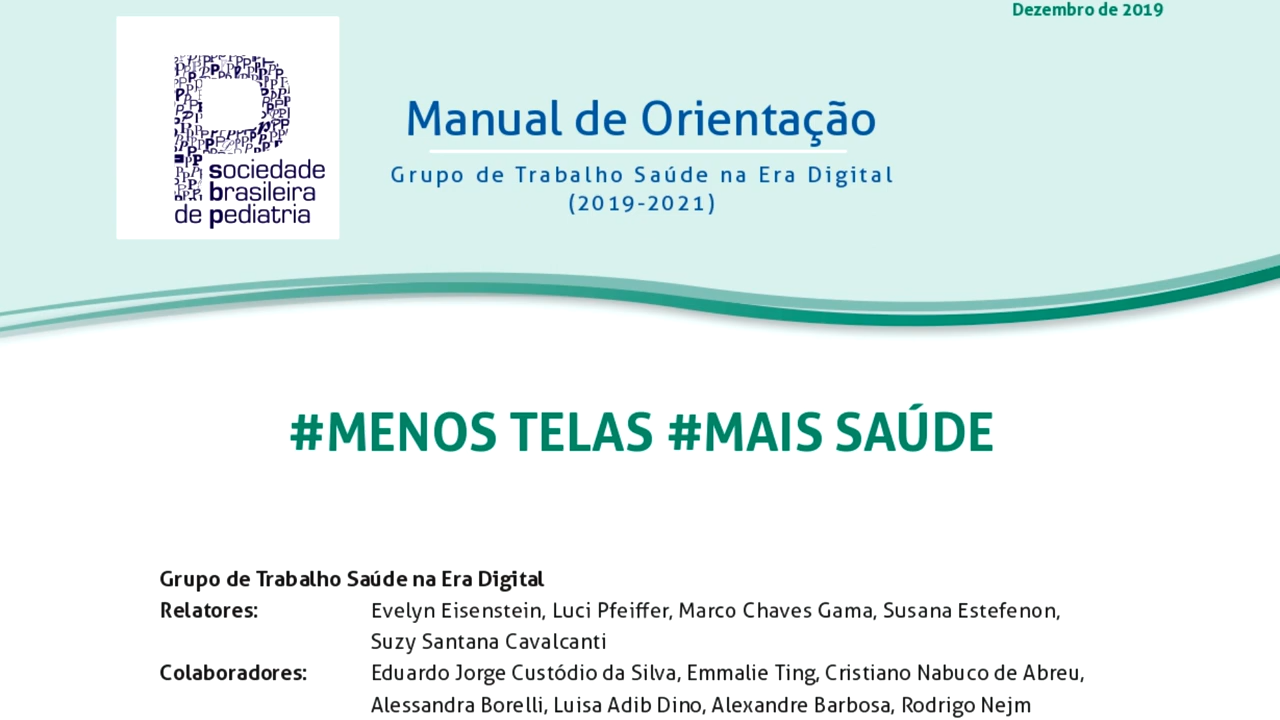 Dezembro de 2019
sociedade
brasileira
de pediatria
Manual de Orientação
Grupo de Trabalho Saúde na Era Digital
(2019-2021)
#MENOS TELAS #MAIS SAÚDE
Grupo de Trabalho Saúde na Era Digital
Relatores: Evelyn Eisenstein, Luci Pfeiffer, Marco Chaves Gama, Susana Estefenon,
Suzy Santana Cavalcanti
Colaboradores: Eduardo Jorge Custódio da Silva, Emmalie Ting, Cristiano Nabuco de Abreu,
Alessandra Borelli, Luisa Adib Dino, Alexandre Barbosa, Rodrigo Nejm